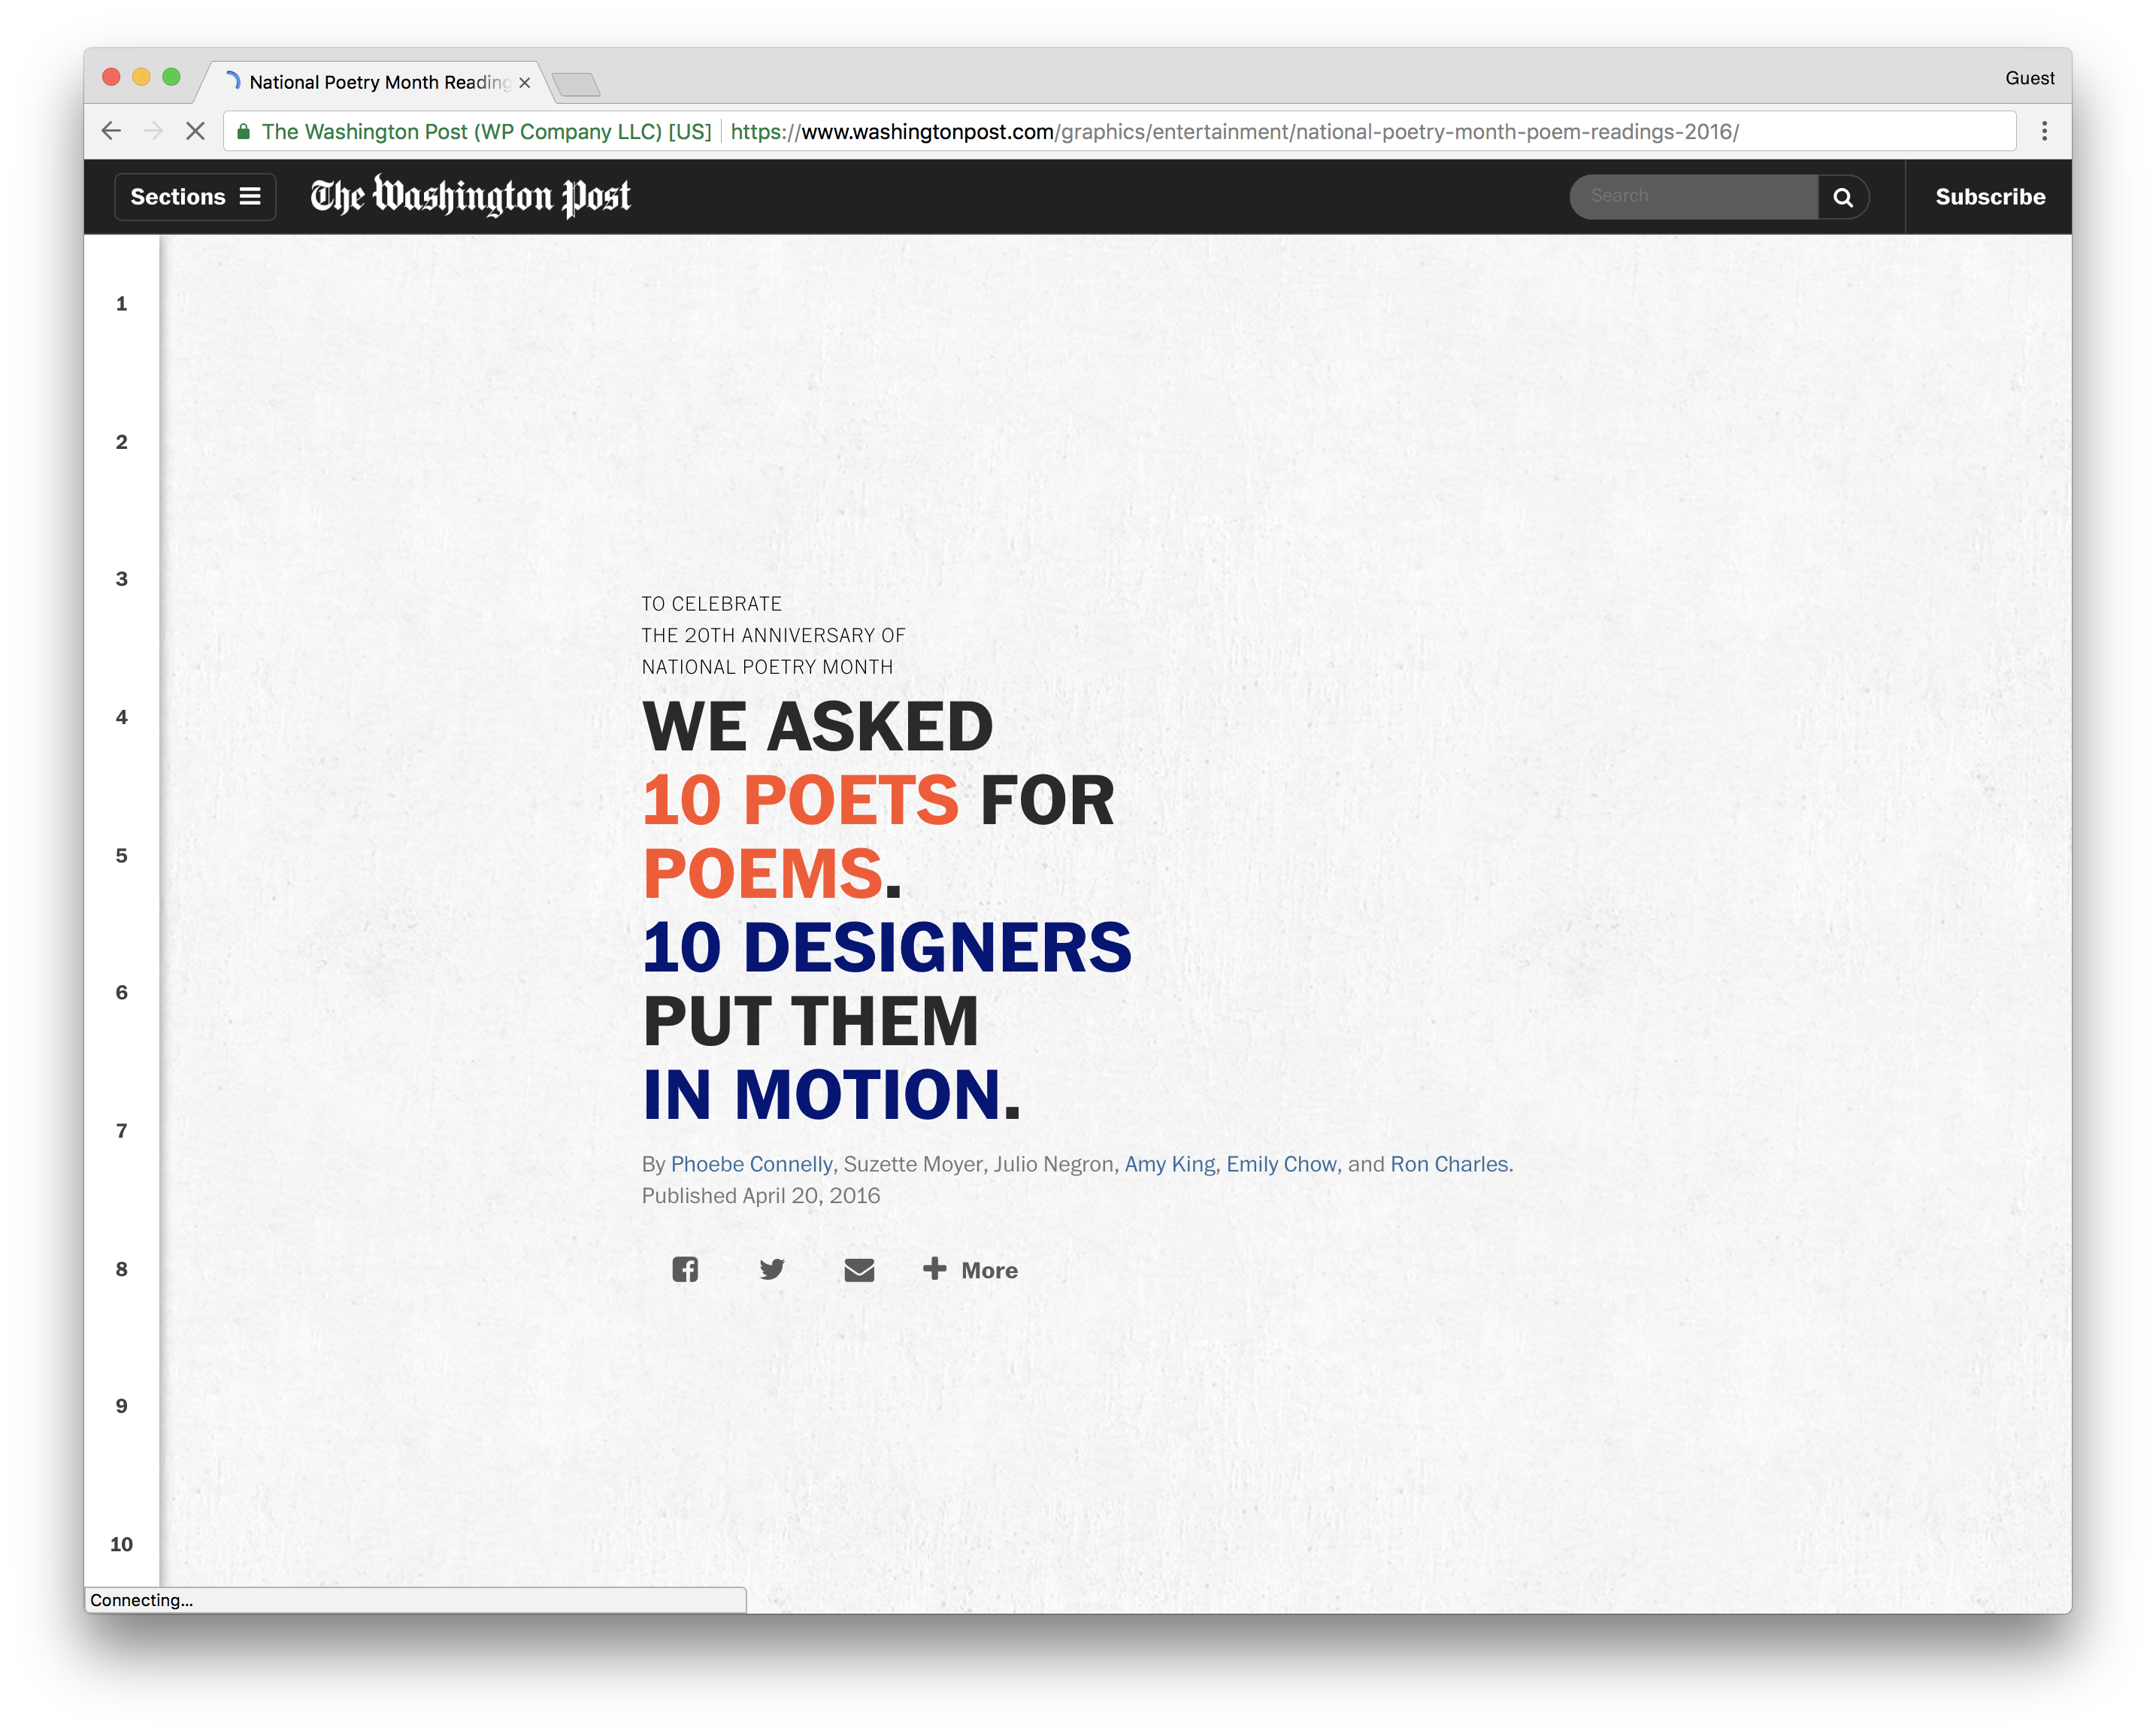 National Poetry Month Reading
Guest
The Washington Post (WP Company LLC) [US] https://www.washingtonpost.com/graphics/entertainment/national-poetry-month-poem-readings-2016/
Sections
The Washington Post
Search
Subscribe
1
2
3
4
5
6
7
8
9
10
TO CELEBRATE
THE 20TH ANNIVERSARY OF
NATIONAL POETRY MONTH
WE ASKED
10 POETS FOR
POEMS.
10 DESIGNERS
PUT THEM
IN MOTION.
By Phoebe Connelly, Suzette Moyer, Julio Negron, Amy King, Emily Chow, and Ron Charles.
Published April 20, 2016
More
Connecting...